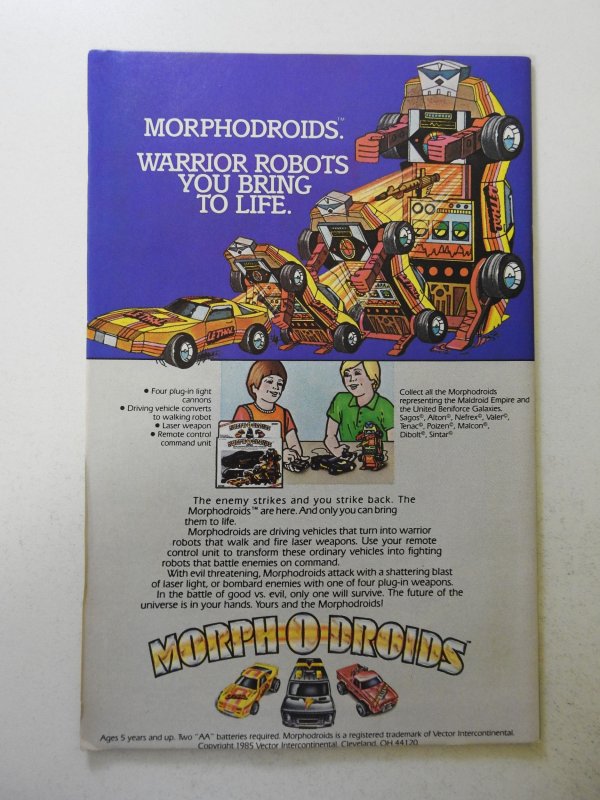 MORPHODROIDS.™
WARRIOR ROBOTS
YOU BRING
TO LIFE.
LETHAL
• Four plug-in light
cannons
• Driving vehicle converts
to walking robot
• Laser weapon
• Remote control
command unit
Collect all the Morphodroids
representing the Maldroid Empire and
the United Beniforce Galaxies.
Sagos©, Alton©, Nefrex©, Valer©,
Tenac©, Poizen©, Malcon©,
Dibolt©, Sintar©
The enemy strikes and you strike back. The
Morphodroids™ are here. And only you can bring
them to life.
Morphodroids are driving vehicles that turn into warrior
robots that walk and fire laser weapons. Use your remote
control unit to transform these ordinary vehicles into fighting
robots that battle enemies on command.
With evil threatening, Morphodroids attack with a shattering blast
of laser light, or bombard enemies with one of four plug-in weapons.
In the battle of good vs. evil, only one will survive. The future of the
universe is in your hands. Yours and the Morphodroids!
MORPH-O-DROIDS™
Ages 5 years and up. Two "AA" batteries required. Morphodroids is a registered trademark of Vector Intercontinental.
Copyright 1985 Vector Intercontinental, Cleveland, OH 44120